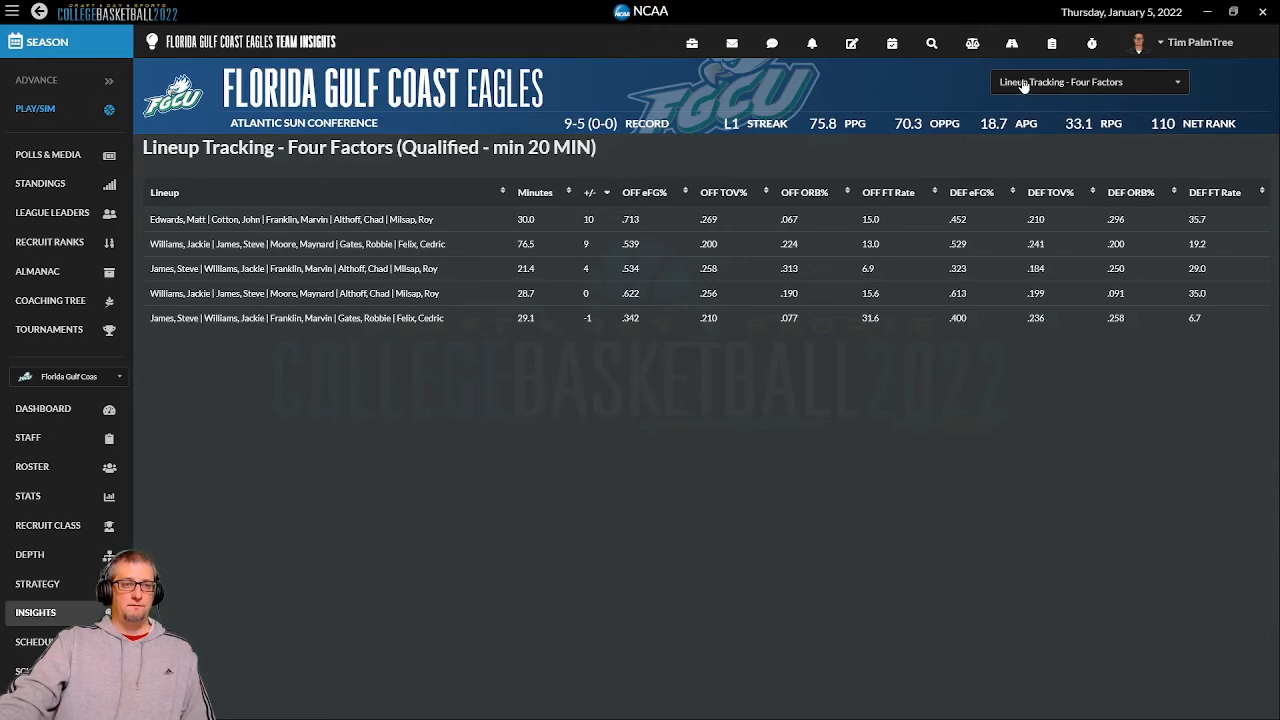 DRAFT DAY SPORTS
COLLEGEBASKETBALL2022
NCAA
Thursday, January 5, 2022
SEASON
FLORIDA GULF COAST EAGLES TEAM INSIGHTS
Tim PalmTree
ADVANCE
PLAY/SIM
POLLS & MEDIA
STANDINGS
LEAGUE LEADERS
RECRUIT RANKS
ALMANAC
COACHING TREE
TOURNAMENTS
Florida Gulf Coas
DASHBOARD
STAFF
ROSTER
STATS
RECRUIT CLASS
DEPTH
STRATEGY
INSIGHTS
FLORIDA GULF COAST EAGLES
FGCU
Lineup Tracking - Four Factors
ATLANTIC SUN CONFERENCE
9-5 (0-0) RECORD L1 STREAK 75.8 PPG 70.3 OPPG 18.7 APG 33.1 RPG 110 NET RANK
Lineup Tracking - Four Factors (Qualified - min 20 MIN)
Lineup Minutes +/- OFF eFG% OFF TOV% OFF ORB% OFF FT Rate DEF eFG% DEF TOV% DEF ORB% DEF FT Rate
Edwards, Matt | Cotton, John | Franklin, Marvin | Althoff, Chad | Milsap, Roy 30.0 10 .713 .269 .067 15.0 .452 .210 .296 35.7
Williams, Jackie | James, Steve | Moore, Maynard | Gates, Robbie | Felix, Cedric 76.5 9 .539 .200 .224 13.0 .529 .241 .200 19.2
James, Steve | Williams, Jackie | Franklin, Marvin | Althoff, Chad | Milsap, Roy 21.4 4 .534 .258 .313 6.9 .323 .184 .250 29.0
Williams, Jackie | James, Steve | Moore, Maynard | Althoff, Chad | Milsap, Roy 28.7 0 .622 .256 .190 15.6 .613 .199 .091 35.0
James, Steve | Williams, Jackie | Franklin, Marvin | Gates, Robbie | Felix, Cedric 29.1 -1 .342 .210 .077 31.6 .400 .236 .258 6.7
COLLEGEBASKETBALL2022